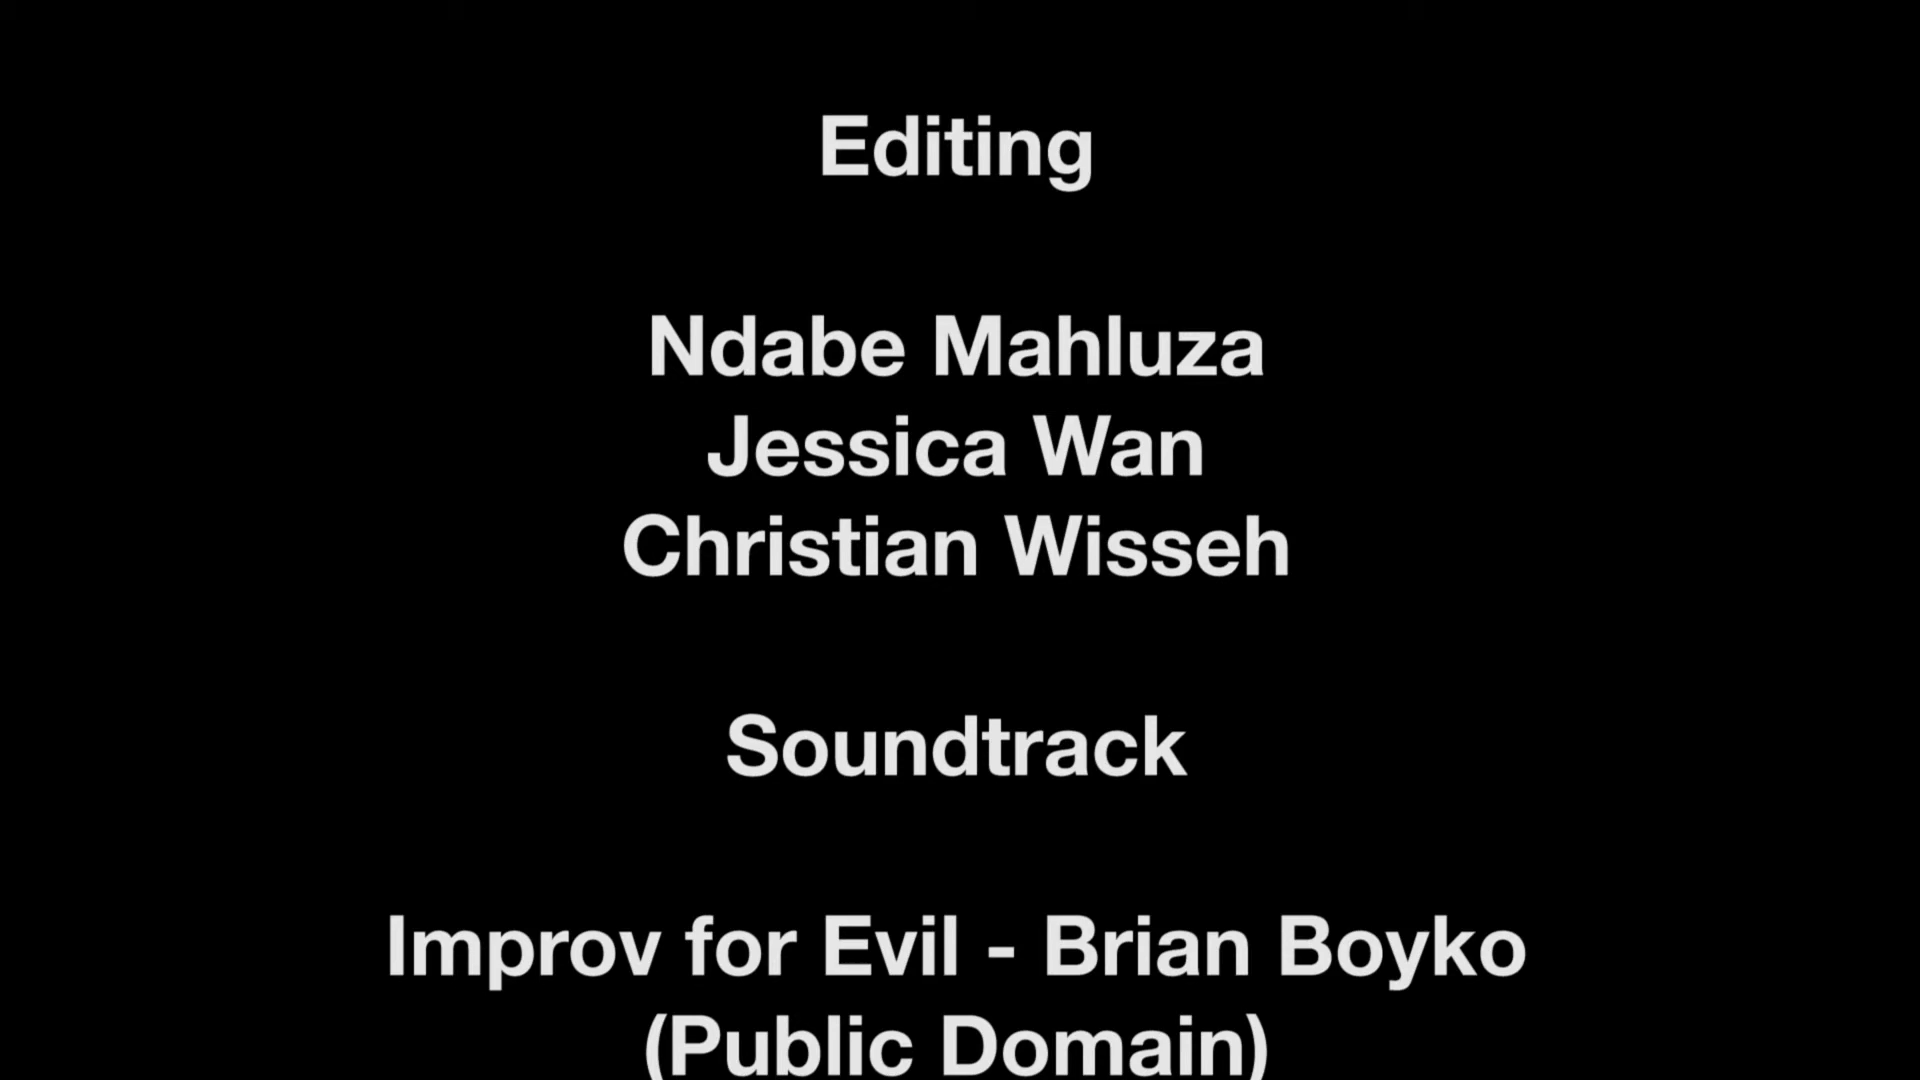 Editing
Ndabe Mahluza
Jessica Wan
Christian Wisseh
Soundtrack
Improv for Evil - Brian Boyko
(Public Domain)